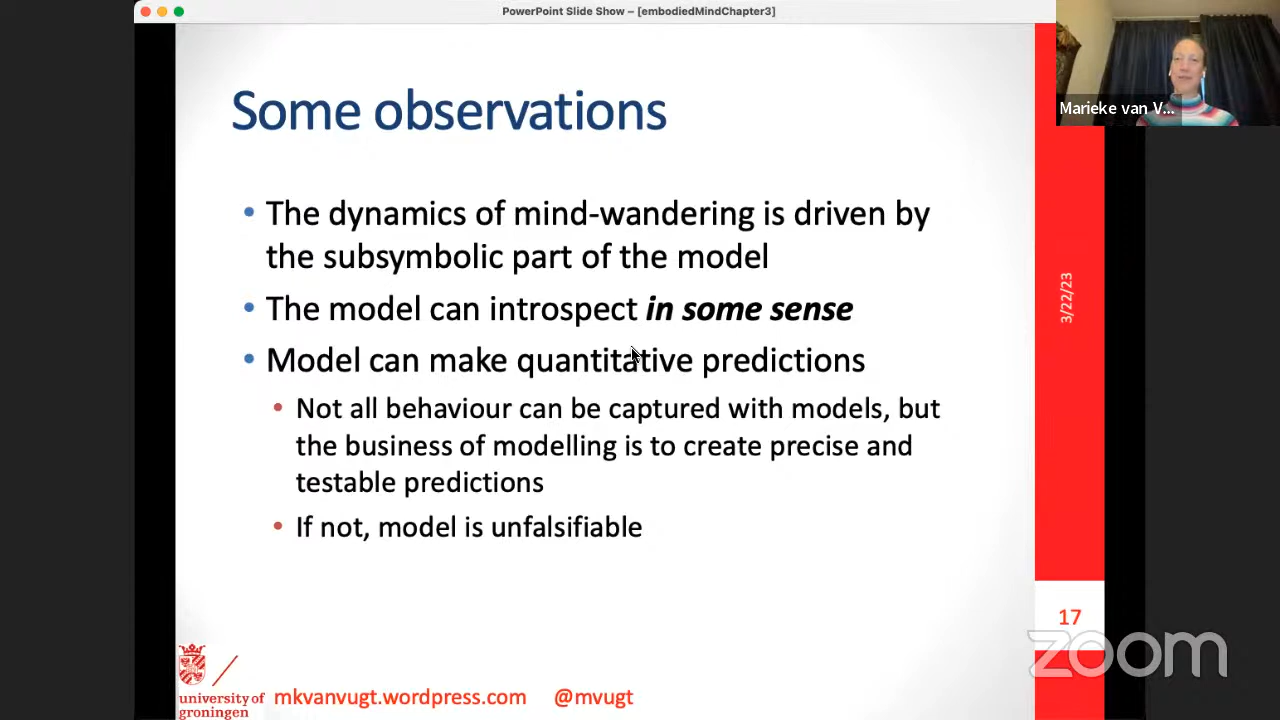 PowerPoint Slide Show – [embodiedMindChapter3]
Marieke van V...
Some observations
• The dynamics of mind-wandering is driven by
the subsymbolic part of the model
• The model can introspect in some sense
• Model can make quantitative predictions
• Not all behaviour can be captured with models, but
the business of modelling is to create precise and
testable predictions
• If not, model is unfalsifiable
3/22/23
17
zoom
university of
groningen
mkvanvugt.wordpress.com @mvugt